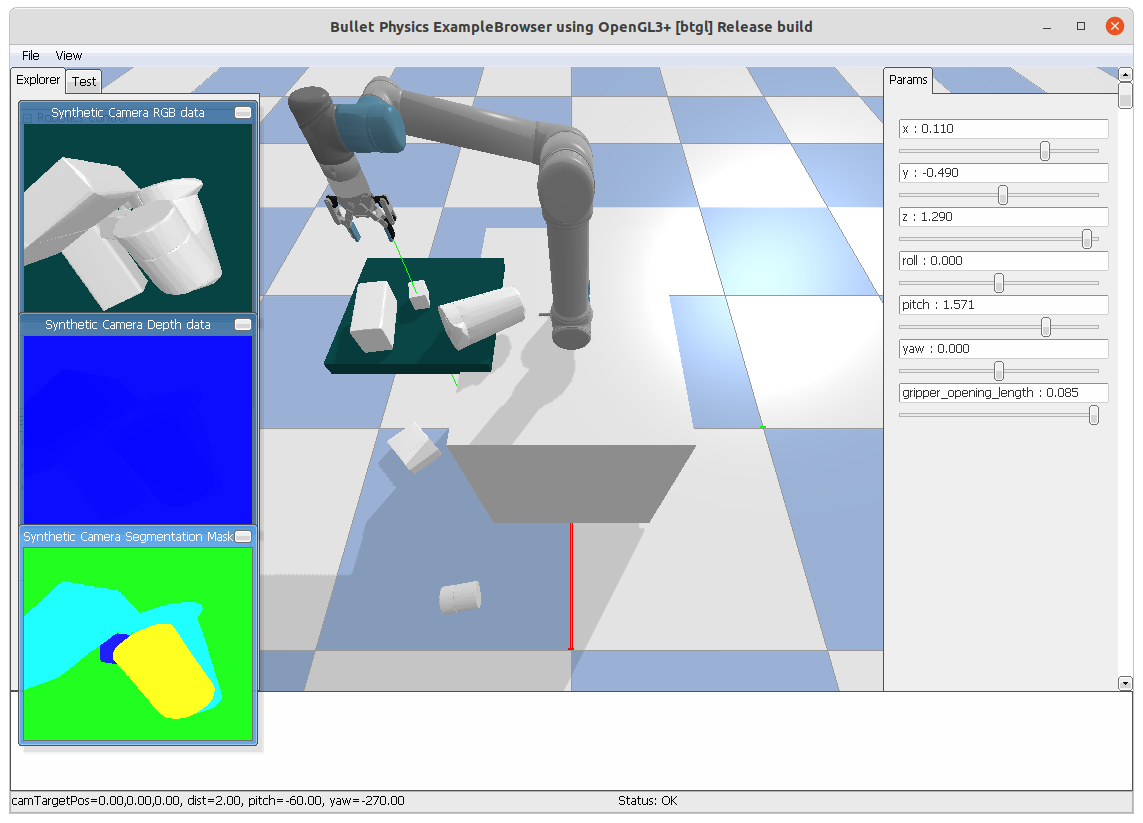 Bullet Physics ExampleBrowser using OpenGL3+ [btgl] Release build
File View
Explorer Test
Params
Synthetic Camera RGB data
Synthetic Camera Depth data
Synthetic Camera Segmentation Mask
x : 0.110
y : -0.490
z : 1.290
roll : 0.000
pitch : 1.571
yaw : 0.000
gripper_opening_length : 0.085
camTargetPos=0.00,0.00,0.00, dist=2.00, pitch=-60.00, yaw=-270.00
Status: OK